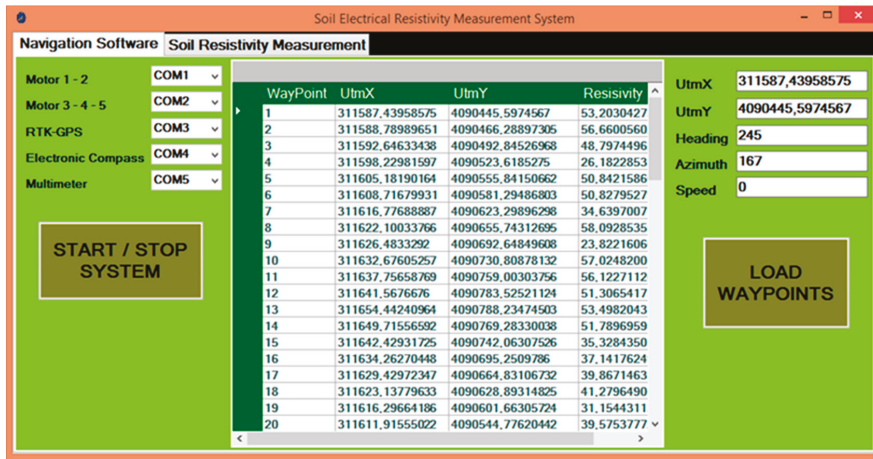 Soil Electrical Resistivity Measurement System
Navigation Software Soil Resistivity Measurement
Motor 1 - 2 COM1
Motor 3 - 4 - 5 COM2
RTK-GPS COM3
Electronic Compass COM4
Multimeter COM5
START / STOP
SYSTEM
WayPoint UtmX UtmY Resisivity
1 311587,43958575 4090445,5974567 53,2030427
2 311588,78989651 4090466,28897305 56,6600560
3 311592,64633438 4090492,84526968 48,7974496
4 311598,22981597 4090523,6185275 26,1822853
5 311605,18190164 4090555,84150662 50,8421586
6 311608,71679931 4090581,29486803 50,8279527
7 311616,77688887 4090623,29896298 34,6397007
8 311622,10033766 4090655,74312695 58,0928535
9 311626,4833292 4090692,64849608 23,8221606
10 311632,67605257 4090730,80878132 57,0248200
11 311637,75658769 4090759,00303756 56,1227112
12 311641,5676676 4090783,52521124 51,3065417
13 311654,44240964 4090788,23474503 53,4982043
14 311649,71556592 4090769,28330038 51,7896959
15 311642,42931725 4090742,06307526 35,3284350
16 311634,26270448 4090695,2509786 37,1417624
17 311629,42972347 4090664,83106732 39,8671463
18 311623,13779633 4090628,89314825 41,2796490
19 311616,29664186 4090601,66305724 31,1544311
20 311611,91555022 4090544,77620442 39,5753777
UtmX 311587,43958575
UtmY 4090445,5974567
Heading 245
Azimuth 167
Speed 0
LOAD
WAYPOINTS